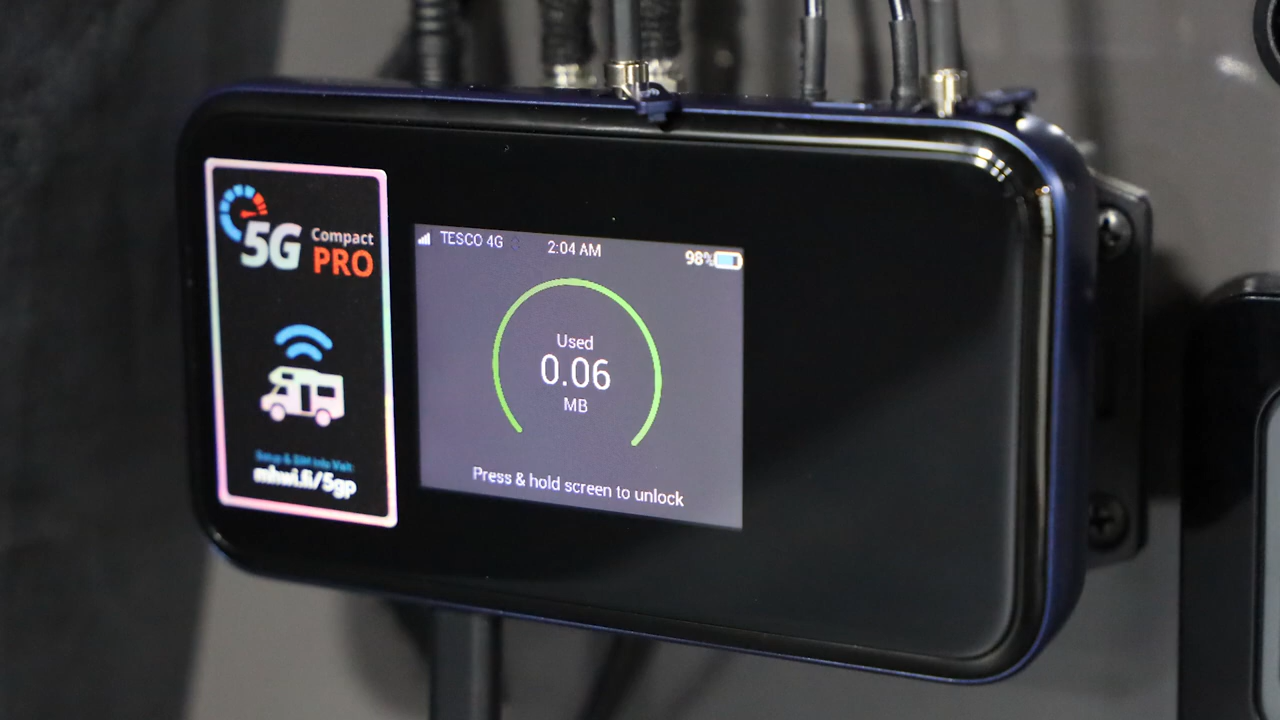 5G Compact
PRO
Setup & SIM Info Visit:
mhwi.fi/5gp
TESCO 4G 2:04 AM 98%
Used
0.06
MB
Press & hold screen to unlock